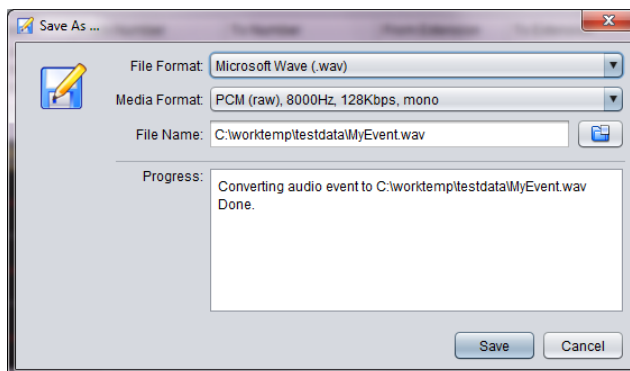 Save As ...
File Format: Microsoft Wave (.wav)
Media Format: PCM (raw), 8000Hz, 128Kbps, mono
File Name: C:\worktemp\testdata\MyEvent.wav
Progress: Converting audio event to C:\worktemp\testdata\MyEvent.wav
Done.
Save Cancel